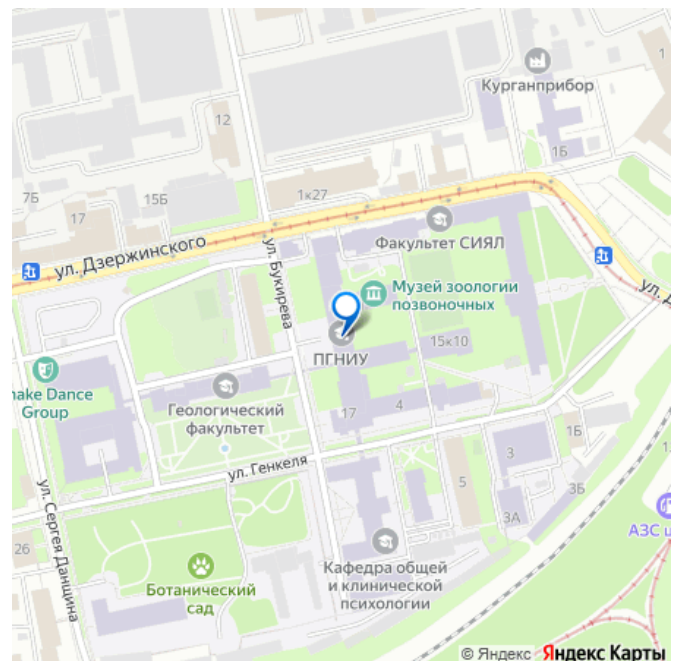 Курганприбор
1
12
1Б
7Б
15Б
1к27
17
Факультет СИЯЛ
ул. Дзержинского
ул. Букирева
Музей зоологии
позвоночных
ул. Д
15к10
ПГНИУ
make Dance
Group
Геологический
факультет
17
4
1Б
ул. Генкеля
3
5
3Б
3А
АЗС
ул. Сергея Данщина
26
Кафедра общей
и клинической
психологии
Ботанический
сад
© Яндекс Яндекс Карты